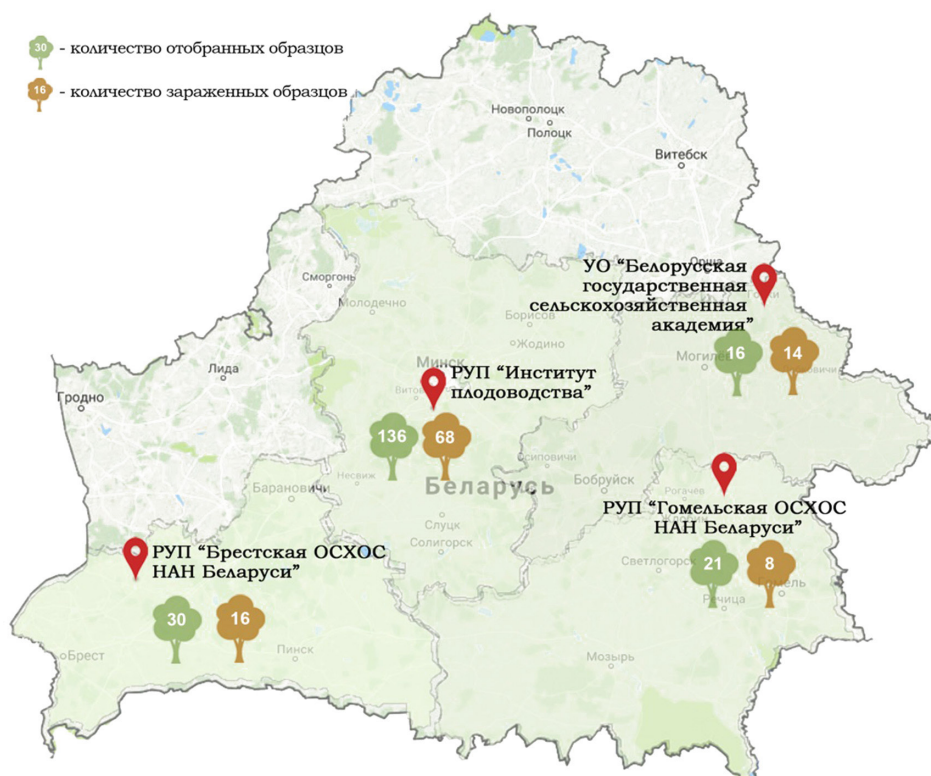 30 - количество отобранных образцов
16 - количество зараженных образцов
Новополоцк
Полоцк
Витебск
Орша
УО “Белорусская
государственная
сельскохозяйственная
академия”
Горки
Сморгонь
Молодечно
Борисов
Жодино
Могилёв
16
14
Минск
Лида
Гродно
РУП “Институт
плодоводства”
136
68
Несвиж
Осиповичи
Бобруйск
Беларусь
Барановичи
Слуцк
Солигорск
Рогачёв
РУП “Гомельская ОСХОС
НАН Беларуси”
РУП “Брестская ОСХОС
НАН Беларуси”
Светлогорск
21
8
Гомель
Речица
30
16
Брест
Пинск
Мозырь